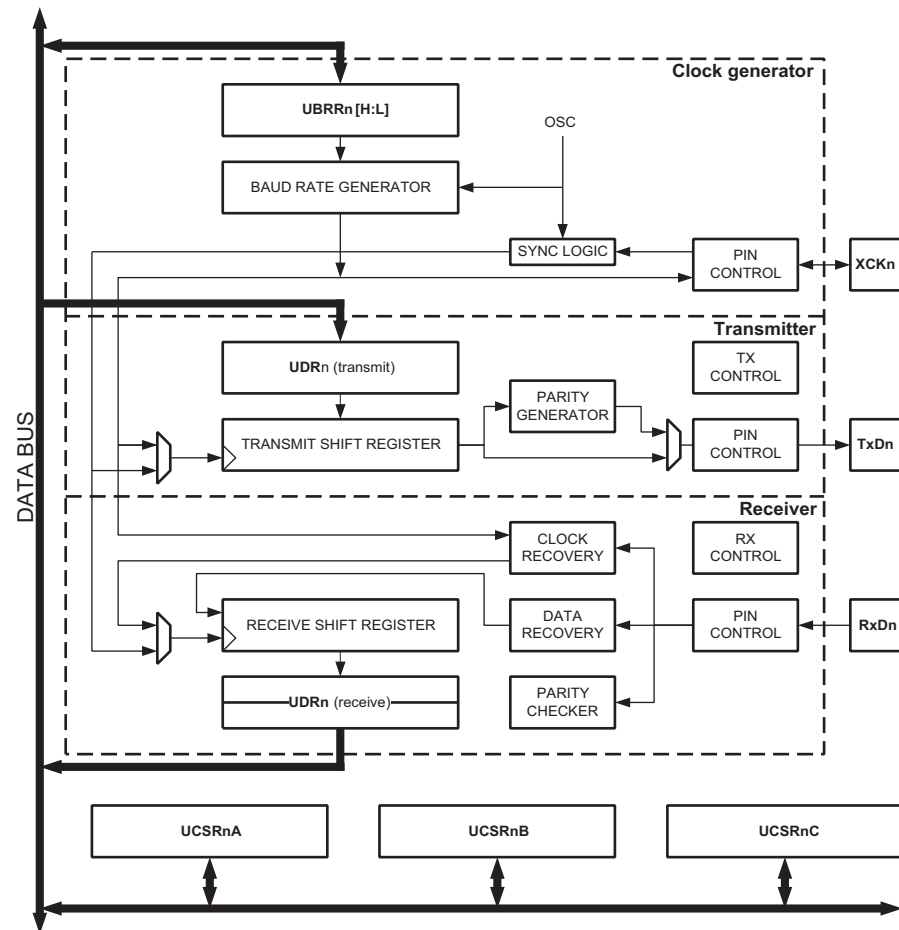 Clock generator
UBRRn [H:L]
OSC
BAUD RATE GENERATOR
SYNC LOGIC
PIN
CONTROL
XCKn
Transmitter
UDRn (transmit)
TX
CONTROL
PARITY
GENERATOR
TRANSMIT SHIFT REGISTER
PIN
CONTROL
TxDn
DATA BUS
Receiver
CLOCK
RECOVERY
RX
CONTROL
RECEIVE SHIFT REGISTER
DATA
RECOVERY
PIN
CONTROL
RxDn
UDRn (receive)
PARITY
CHECKER
UCSRnA
UCSRnB
UCSRnC